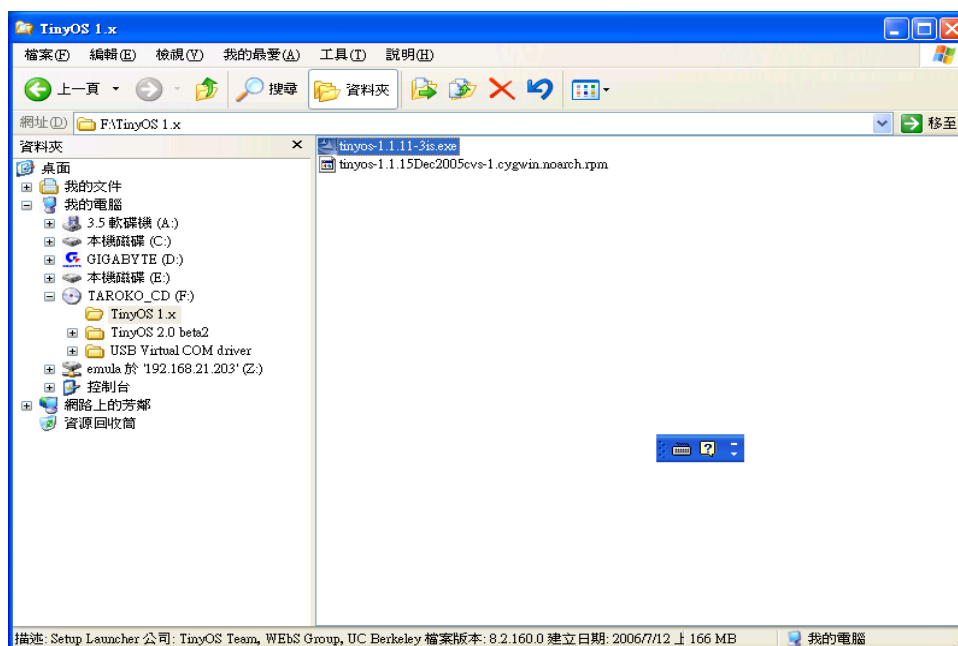 TinyOS 1.x
檔案(F) 編輯(E) 檢視(V) 我的最愛(A) 工具(T) 說明(H)
上一頁 搜尋 資料夾
網址(D) F:\TinyOS 1.x 移至
資料夾
桌面
我的文件
我的電腦
3.5 軟碟機 (A:)
本機磁碟 (C:)
GIGABYTE (D:)
本機磁碟 (E:)
TAROKO_CD (F:)
TinyOS 1.x
TinyOS 2.0 beta2
USB Virtual COM driver
emula 於 '192.168.21.203' (Z:)
控制台
網路上的芳鄰
資源回收筒
tinyos-1.1.11-3is.exe
tinyos-1.1.15Dec2005cvs-1.cygwin.noarch.rpm
描述: Setup Launcher 公司: TinyOS Team, WEbS Group, UC Berkeley 檔案版本: 8.2.160.0 建立日期: 2006/7/12 上 166 MB 我的電腦